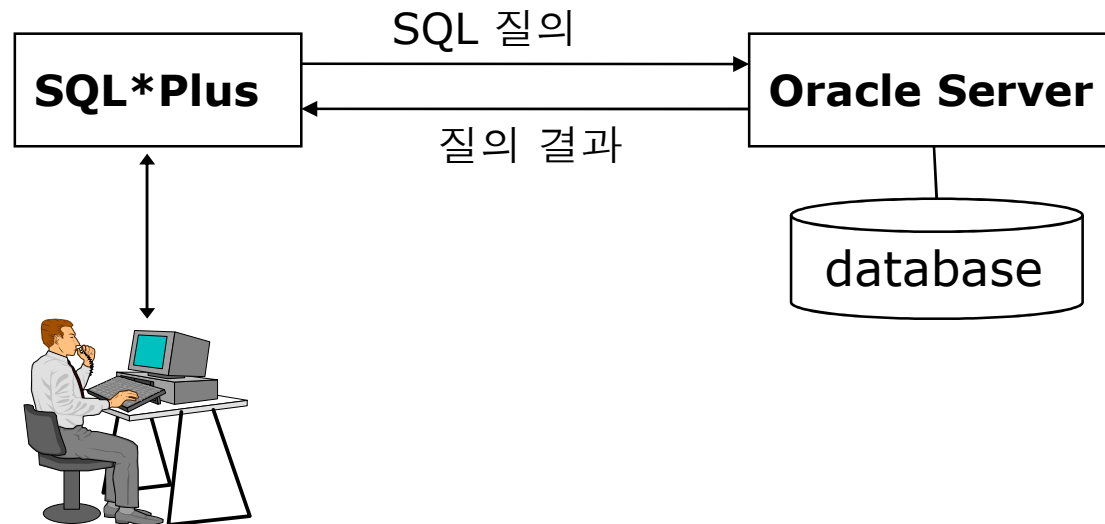 SQL 질의
SQL*Plus
Oracle Server
질의 결과
database